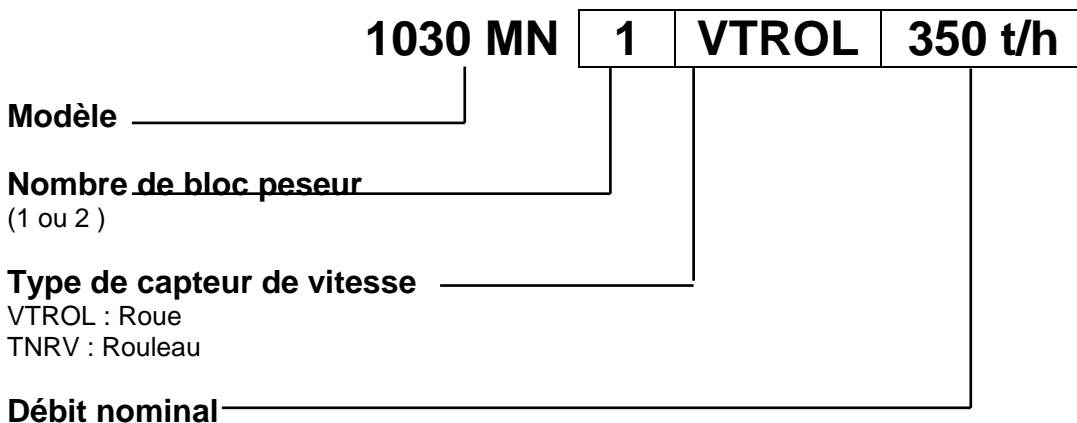 1030 MN 1 VTROL 350 t/h
Modèle
Nombre de bloc peseur
(1 ou 2 )
Type de capteur de vitesse
VTROL : Roue
TNRV : Rouleau
Débit nominal